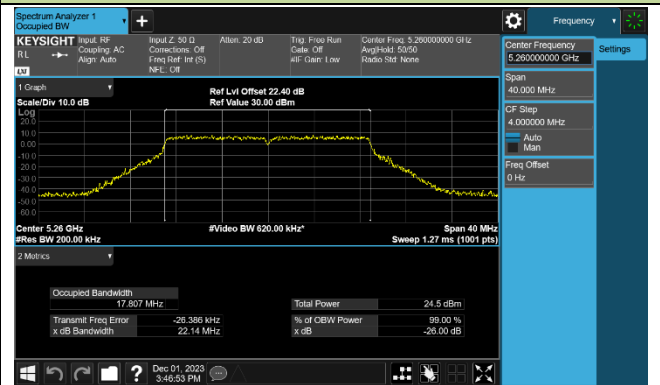 Spectrum Analyzer 1
Occupied BW
Frequency
KEYSIGHT
RL
LXI
Input: RF
Coupling: AC
Align: Auto
Input Z: 50 Ω
Corrections: Off
Freq Ref: Int (S)
NFE: Off
Atten: 20 dB
Trig: Free Run
Gate: Off
#IF Gain: Low
Center Freq: 5.260000000 GHz
Avg|Hold: 50/50
Radio Std: None
Center Frequency
5.260000000 GHz
Settings
Span
40.000 MHz
CF Step
4.000000 MHz
Auto
Man
Freq Offset
0 Hz
1 Graph
Scale/Div 10.0 dB
Ref Lvl Offset 22.40 dB
Ref Value 30.00 dBm
Log
20.0
10.0
0.00
-10.0
-20.0
-30.0
-40.0
-50.0
-60.0
Center 5.26 GHz
#Video BW 620.00 kHz*
Span 40 MHz
#Res BW 200.00 kHz
Sweep 1.27 ms (1001 pts)
2 Metrics
Occupied Bandwidth
17.807 MHz
Total Power 24.5 dBm
Transmit Freq Error -26.386 kHz
% of OBW Power 99.00 %
x dB Bandwidth 22.14 MHz
x dB -26.00 dB
?
Dec 01, 2023
3:46:53 PM